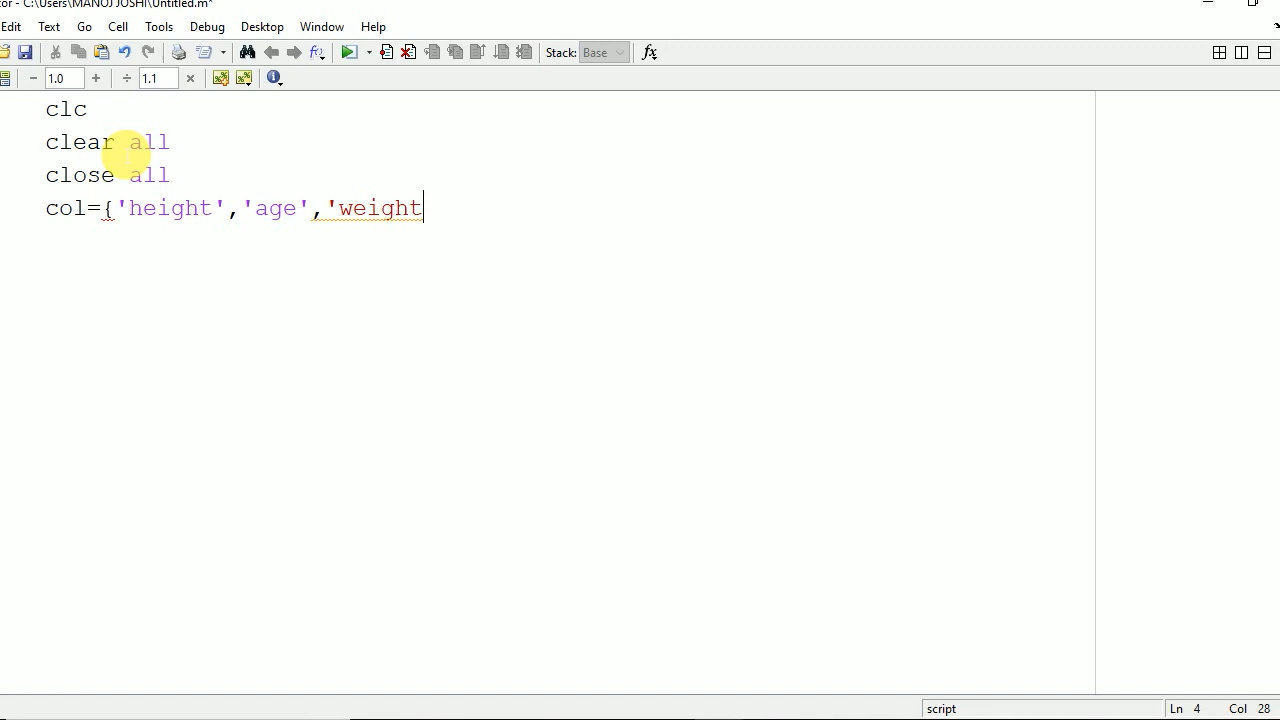 tor - C:\Users\MANOJ JOSHI\Untitled.m*
Edit Text Go Cell Tools Debug Desktop Window Help
Stack: Base fx
− 1.0 + ÷ 1.1 ×
clc
clear all
close all
col={'height','age','weight
script Ln 4 Col 28